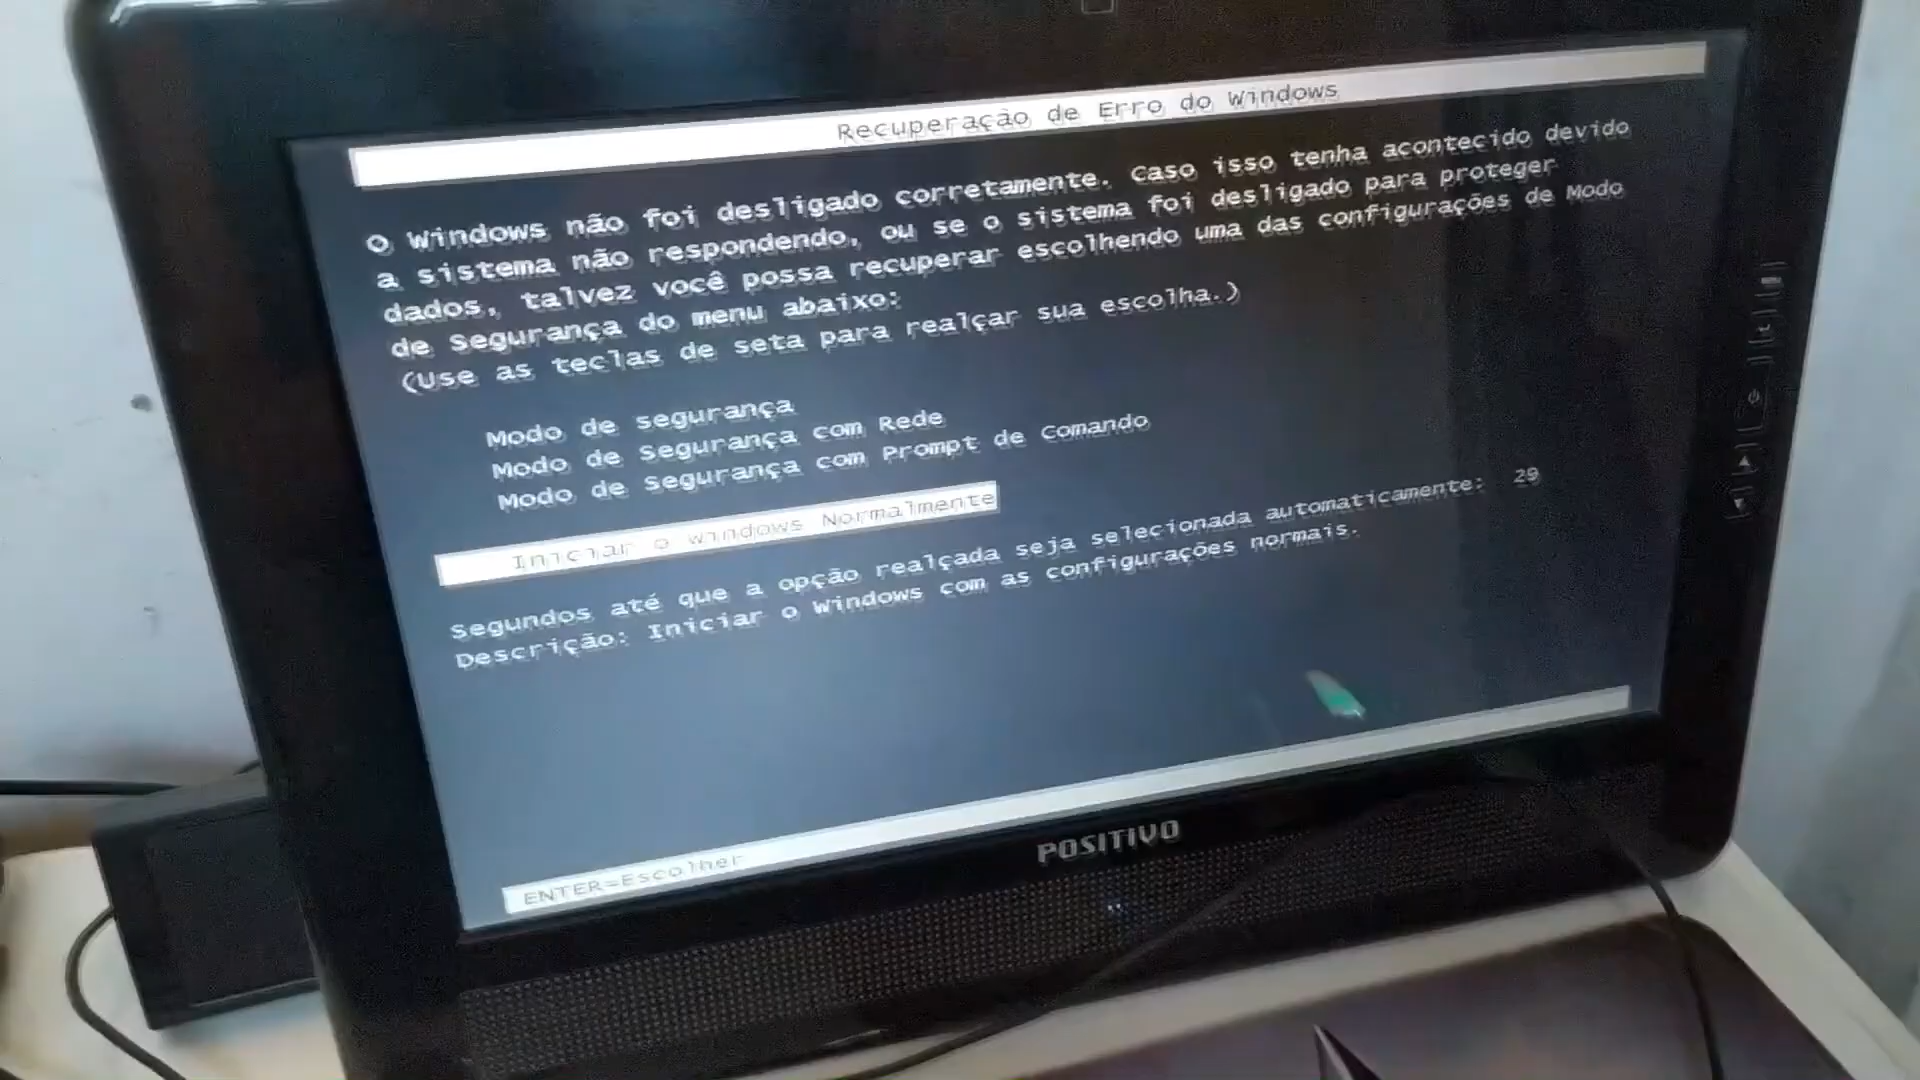 Recuperação de Erro do Windows
O Windows não foi desligado corretamente. Caso isso tenha acontecido devido
a sistema não respondendo, ou se o sistema foi desligado para proteger
dados, talvez você possa recuperar escolhendo uma das configurações de Modo
de Segurança do menu abaixo:
(Use as teclas de seta para realçar sua escolha.)
Modo de segurança
Modo de Segurança com Rede
Modo de Segurança com Prompt de Comando
Iniciar o Windows Normalmente
Segundos até que a opção realçada seja selecionada automaticamente: 29
Descrição: Iniciar o Windows com as configurações normais.
ENTER=Escolher
POSITIVO